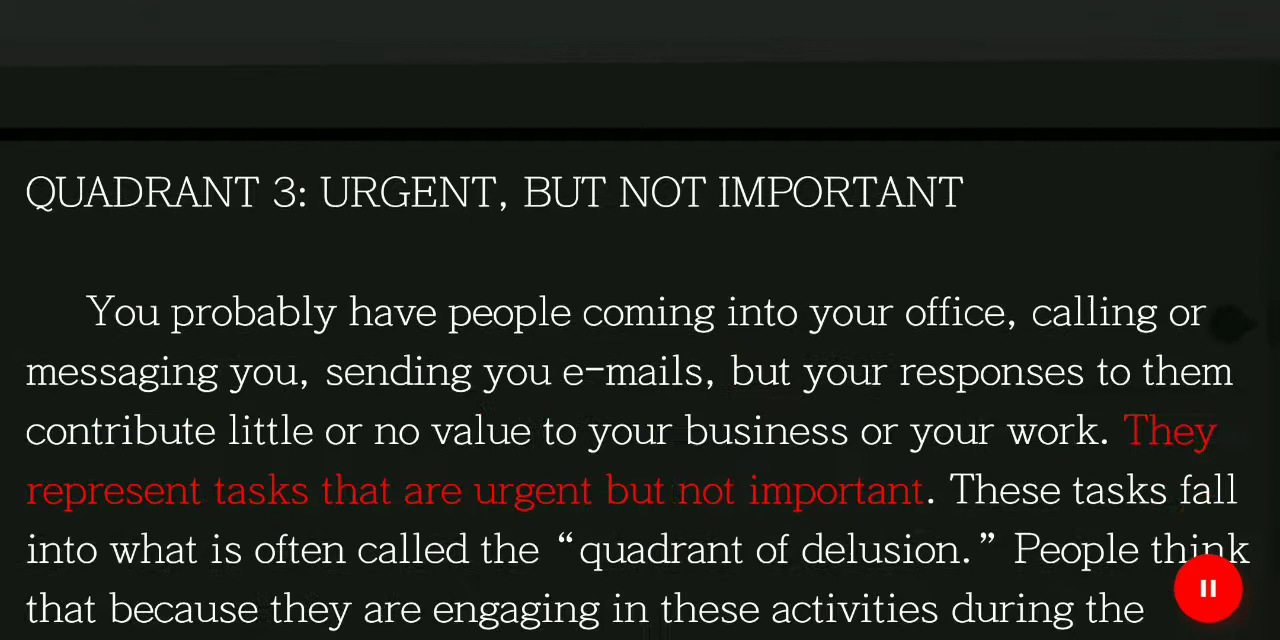 QUADRANT 3: URGENT, BUT NOT IMPORTANT
You probably have people coming into your office, calling or
messaging you, sending you e-mails, but your responses to them
contribute little or no value to your business or your work. They
represent tasks that are urgent but not important. These tasks fall
into what is often called the “quadrant of delusion.” People think
that because they are engaging in these activities during the